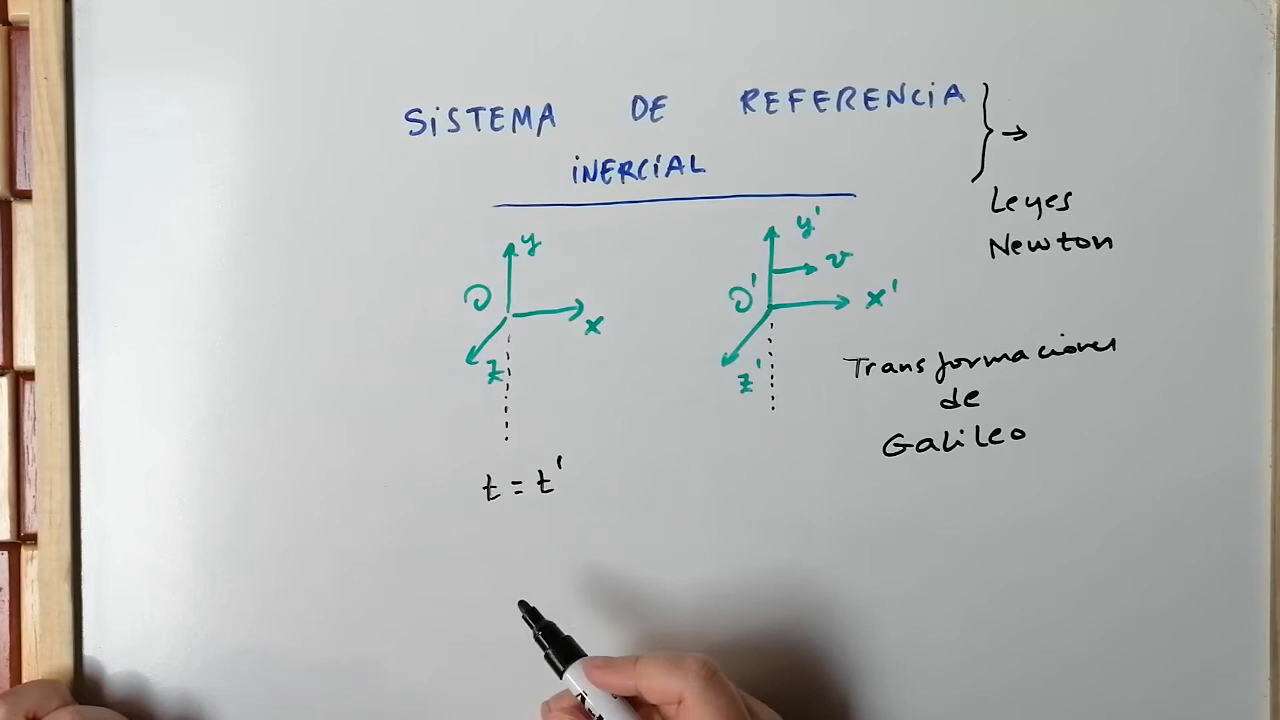 SiSTEMA DE REFERENCiA
iNERCiAL
} →
Leyes
Newton
y
O
x
z
y'
v
O'
x'
z'
Transformaciones
de
Galileo
t = t'